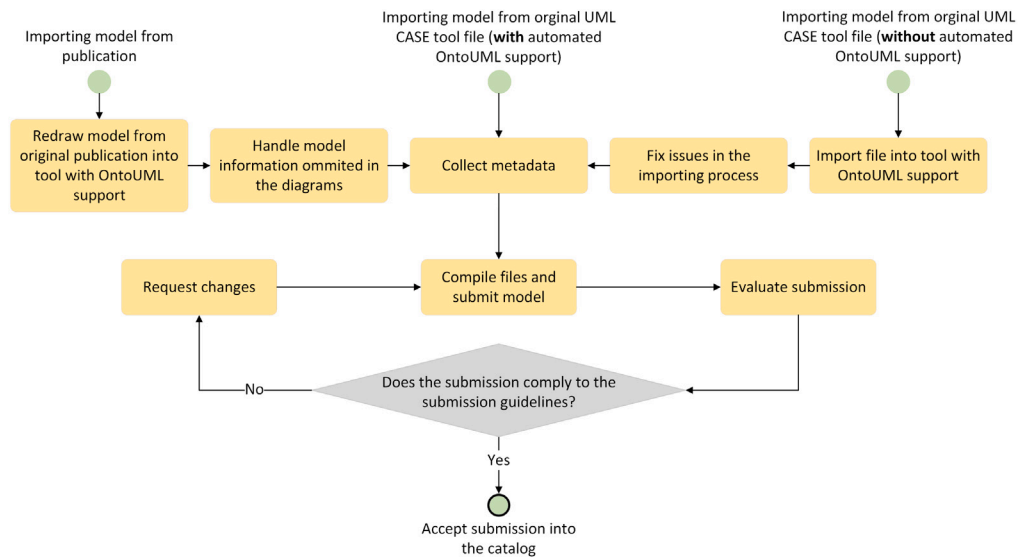 Importing model from
publication
Importing model from orginal UML
CASE tool file (with automated
OntoUML support)
Importing model from orginal UML
CASE tool file (without automated
OntoUML support)
Redraw model from
original publication into
tool with OntoUML
support
Handle model
information ommited in
the diagrams
Collect metadata
Fix issues in the
importing process
Import file into tool with
OntoUML support
Request changes
Compile files and
submit model
Evaluate submission
Does the submission comply to the
submission guidelines?
No
Yes
Accept submission into
the catalog